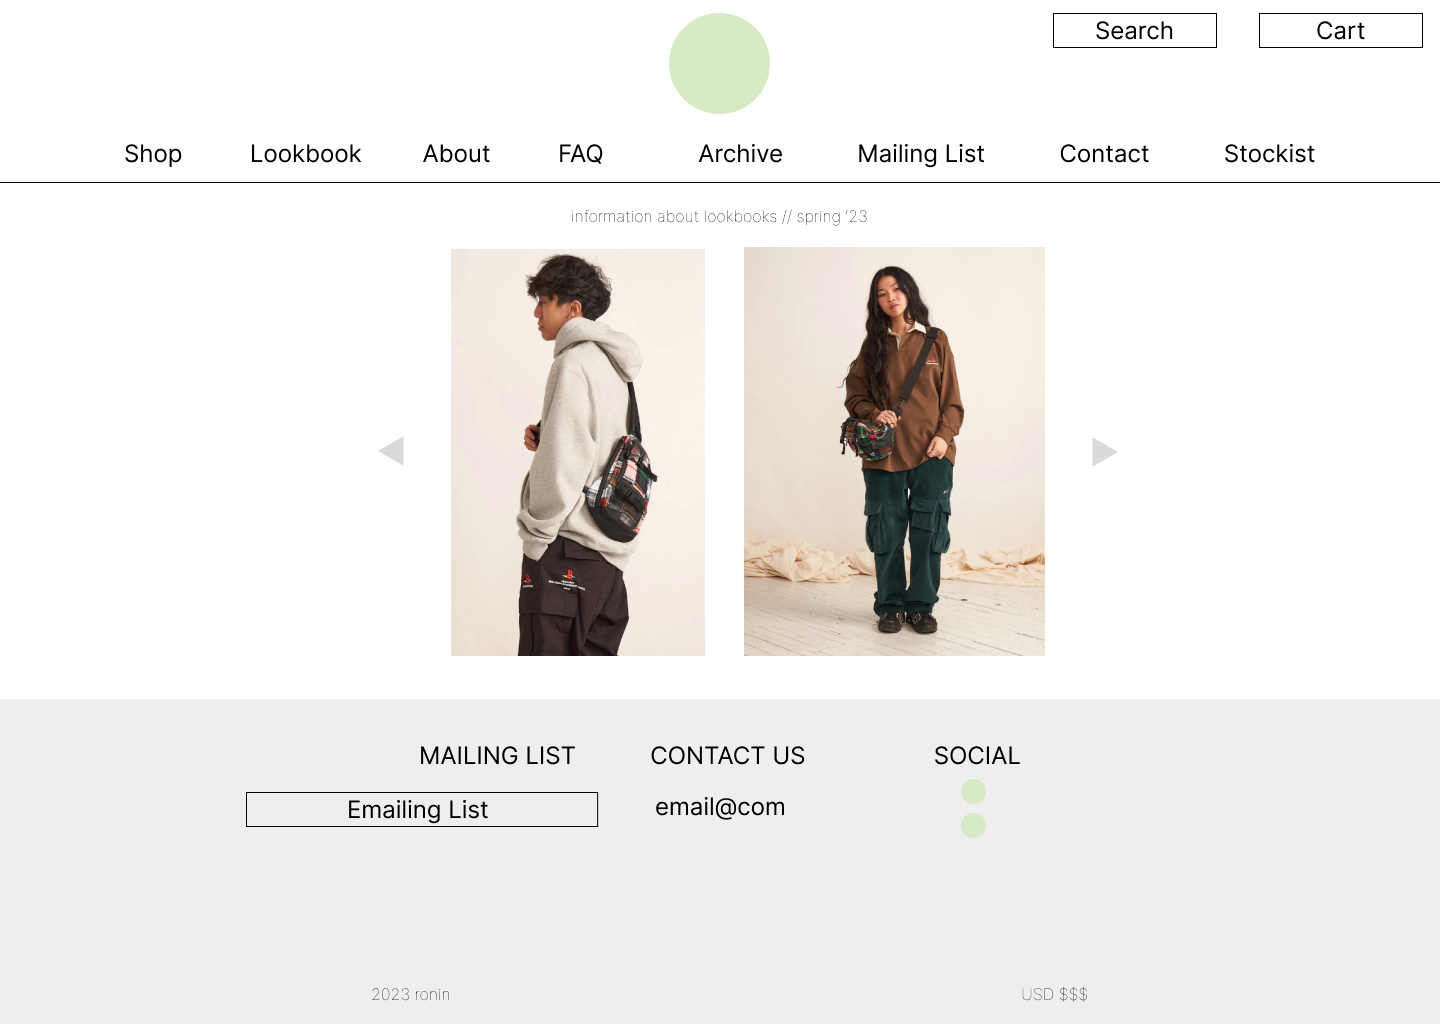 Search Cart
Shop Lookbook About FAQ Archive Mailing List Contact Stockist
information about lookbooks // spring ‘23
MAILING LIST CONTACT US SOCIAL
Emailing List email@com
2023 ronin USD $$$